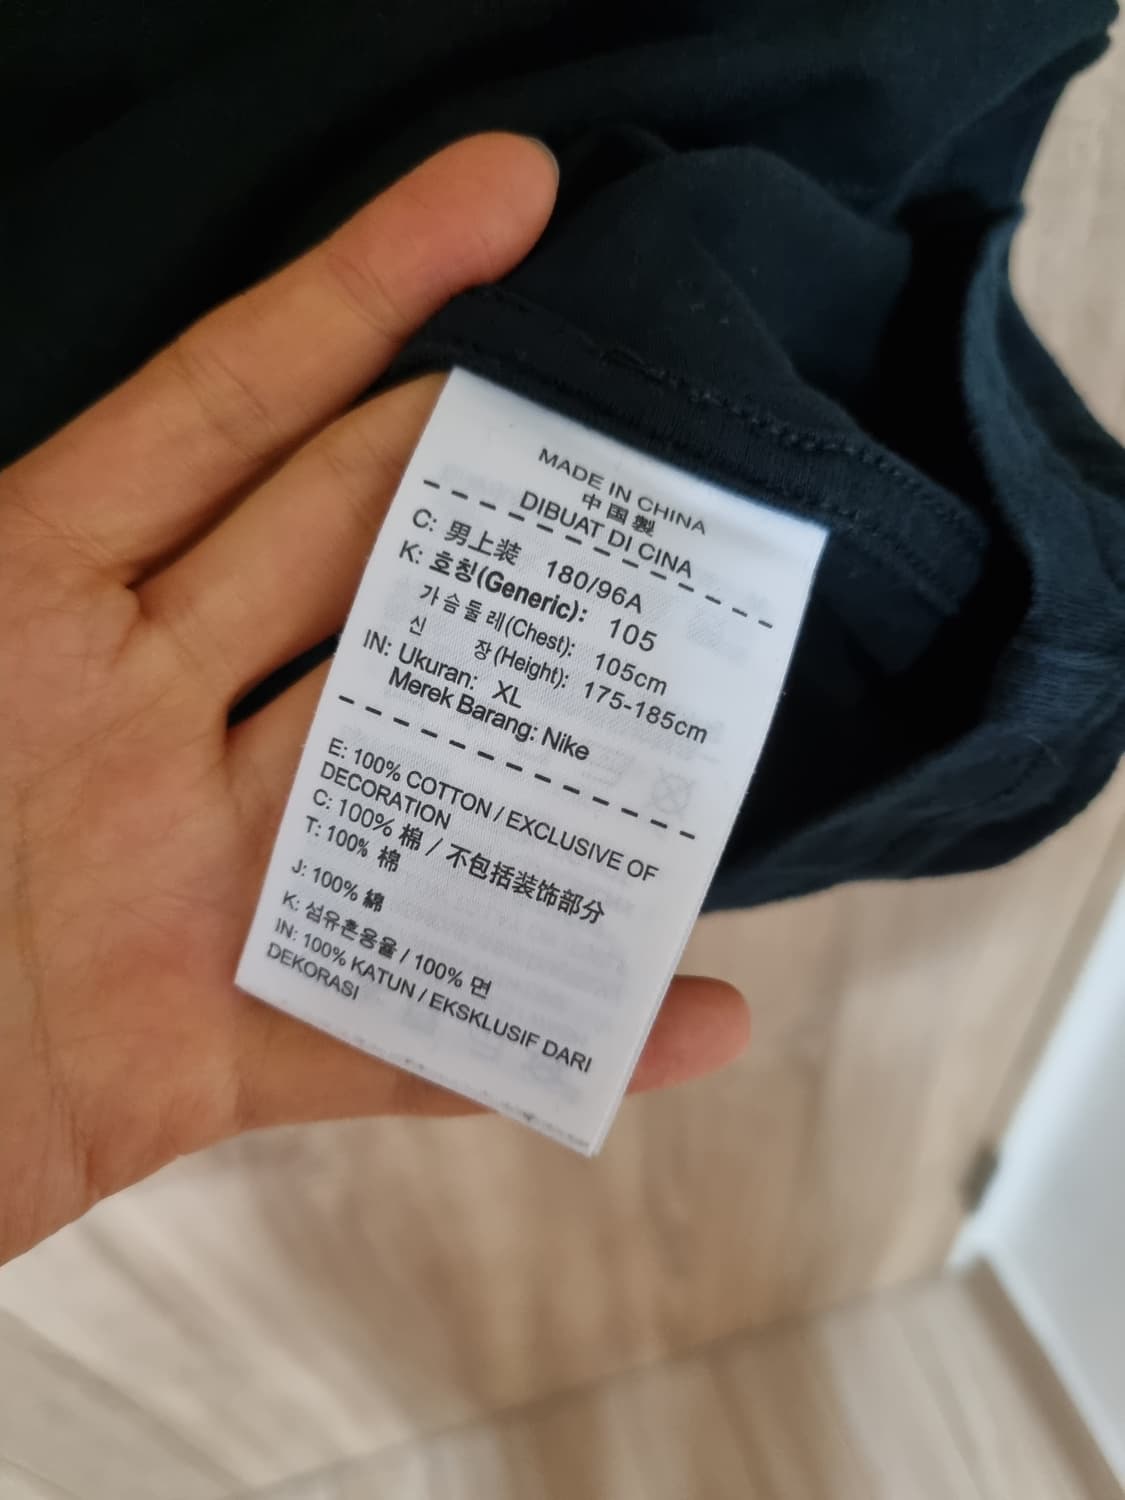 MADE IN CHINA
中国製
DIBUAT DI CINA
C: 男上装 180/96A
K: 호칭(Generic): 105
가슴둘레(Chest): 105cm
신 장(Height): 175-185cm
IN: Ukuran: XL
Merek Barang: Nike
E: 100% COTTON / EXCLUSIVE OF
DECORATION
C: 100% 棉 / 不包括装饰部分
T: 100% 棉
J: 100% 綿
K: 섬유혼용율 / 100% 면
IN: 100% KATUN / EKSKLUSIF DARI
DEKORASI